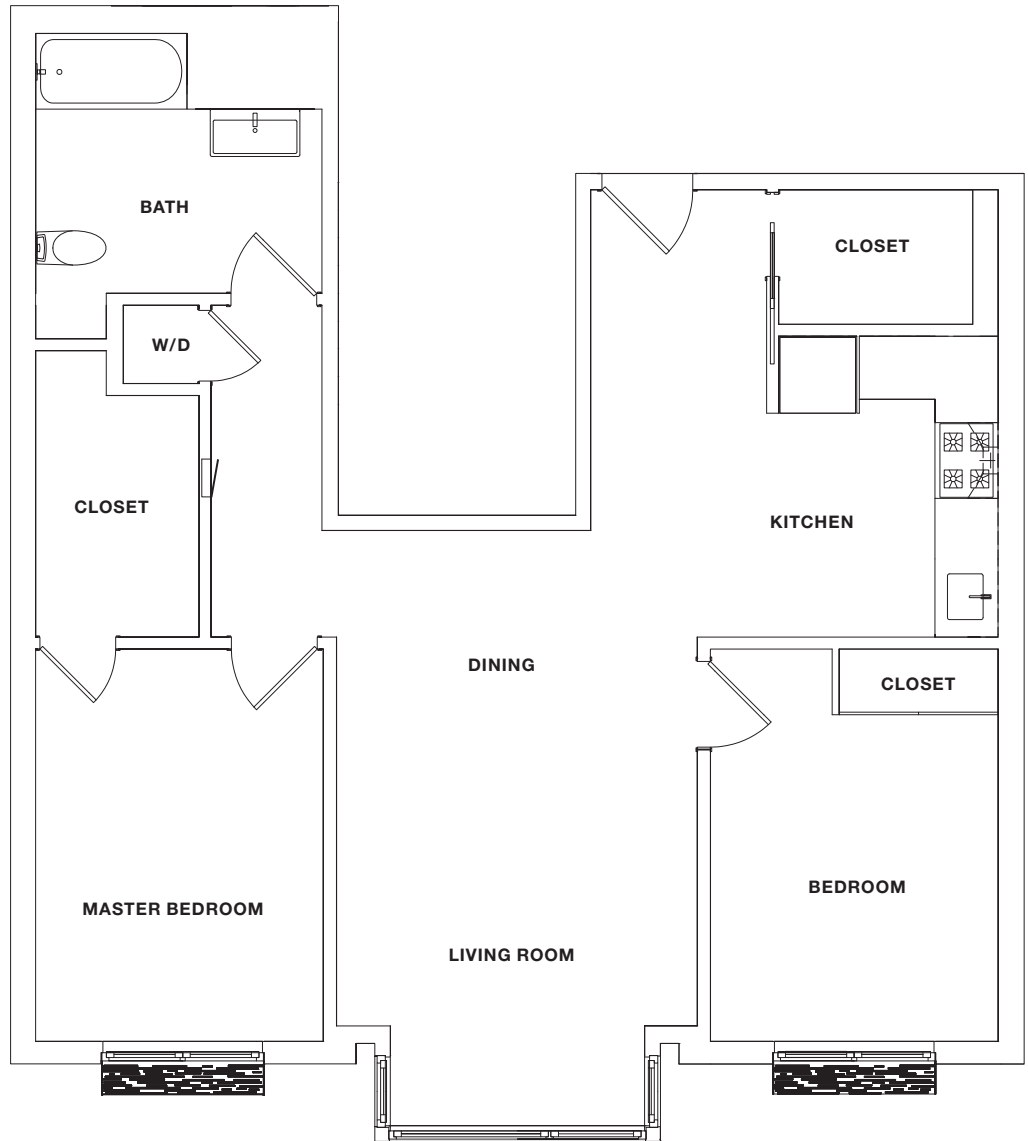 BATH
CLOSET
W/D
CLOSET
KITCHEN
DINING
CLOSET
BEDROOM
MASTER BEDROOM
LIVING ROOM